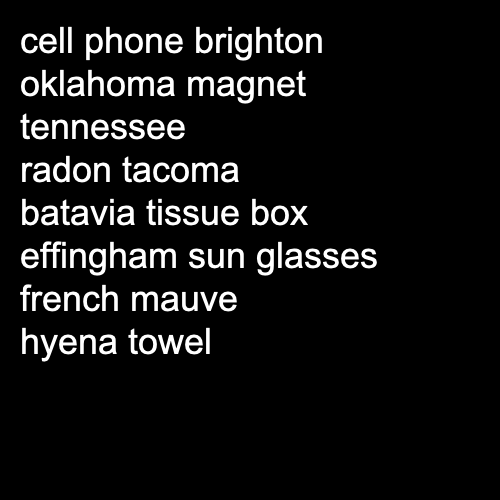 cell phone brighton
oklahoma magnet
tennessee
radon tacoma
batavia tissue box
effingham sun glasses
french mauve
hyena towel